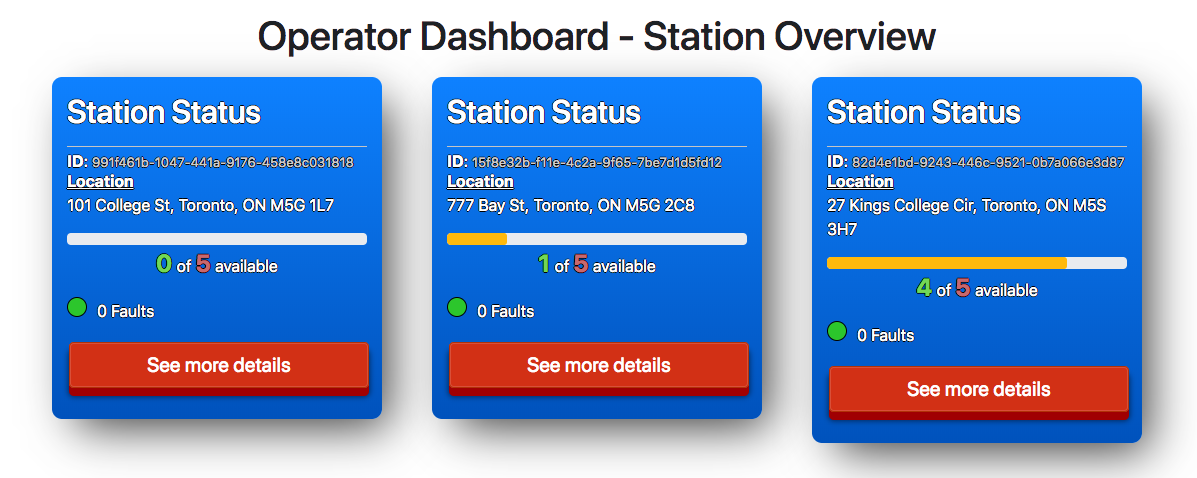 Operator Dashboard - Station Overview
Station Status
ID: 991f461b-1047-441a-9176-458e8c031818
Location
101 College St, Toronto, ON M5G 1L7
0 of 5 available
0 Faults
See more details
Station Status
ID: 15f8e32b-f11e-4c2a-9f65-7be7d1d5fd12
Location
777 Bay St, Toronto, ON M5G 2C8
1 of 5 available
0 Faults
See more details
Station Status
ID: 82d4e1bd-9243-446c-9521-0b7a066e3d87
Location
27 Kings College Cir, Toronto, ON M5S
3H7
4 of 5 available
0 Faults
See more details